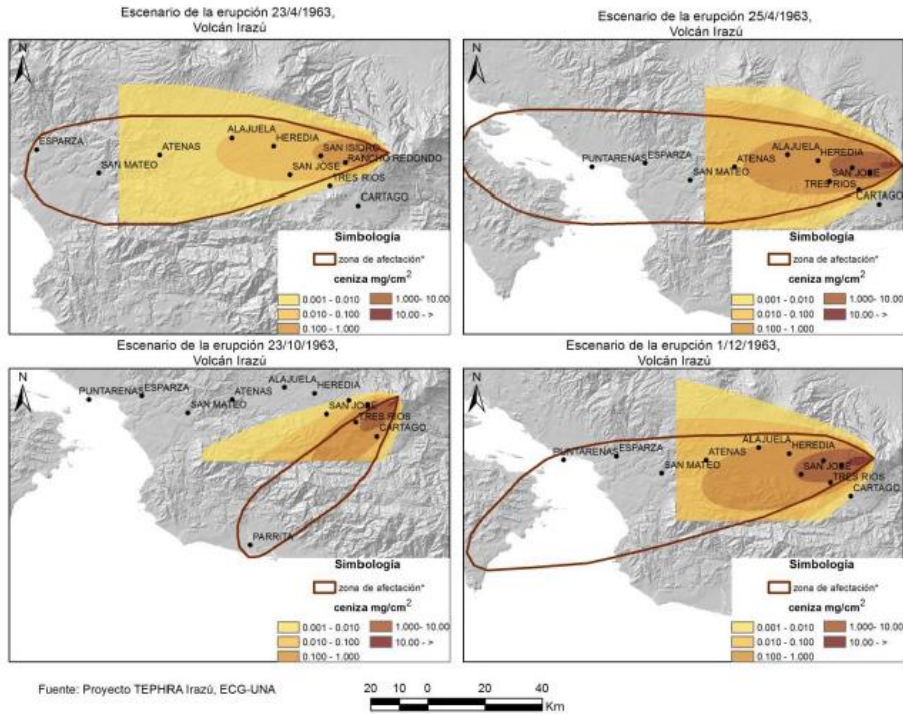 Escenario de la erupción 23/4/1963,
Volcán Irazú
N
ESPARZA
SAN MATEO
ATENAS
ALAJUELA
HEREDIA
SAN ISIDRO
RANCHO REDONDO
SAN JOSE
TRES RIOS
CARTAGO
Simbología
zona de afectación*
ceniza mg/cm2
0.001 - 0.010
0.010 - 0.100
0.100 - 1.000
1.000- 10.00
10.00 - >
Escenario de la erupción 25/4/1963,
Volcán Irazú
N
PUNTARENAS
ESPARZA
SAN MATEO
ATENAS
ALAJUELA
HEREDIA
SAN JOSE
TRES RIOS
CARTAGO
Simbología
zona de afectación*
ceniza mg/cm2
0.001 - 0.010
0.010 - 0.100
0.100 - 1.000
1.000- 10.00
10.00 - >
Escenario de la erupción 23/10/1963,
Volcán Irazú
N
PUNTARENAS
ESPARZA
SAN MATEO
ATENAS
ALAJUELA
HEREDIA
SAN JOSE
TRES RIOS
CARTAGO
PARRITA
Simbología
zona de afectación*
ceniza mg/cm2
0.001 - 0.010
0.010 - 0.100
0.100 - 1.000
1.000- 10.00
10.00 - >
Escenario de la erupción 1/12/1963,
Volcán Irazú
N
PUNTARENAS
ESPARZA
SAN MATEO
ATENAS
ALAJUELA
HEREDIA
SAN JOSE
TRES RIOS
CARTAGO
Simbología
zona de afectación*
ceniza mg/cm2
0.001 - 0.010
0.010 - 0.100
0.100 - 1.000
1.000- 10.00
10.00 - >
Fuente: Proyecto TEPHRA Irazú, ECG-UNA
20 10 0 20 40
Km